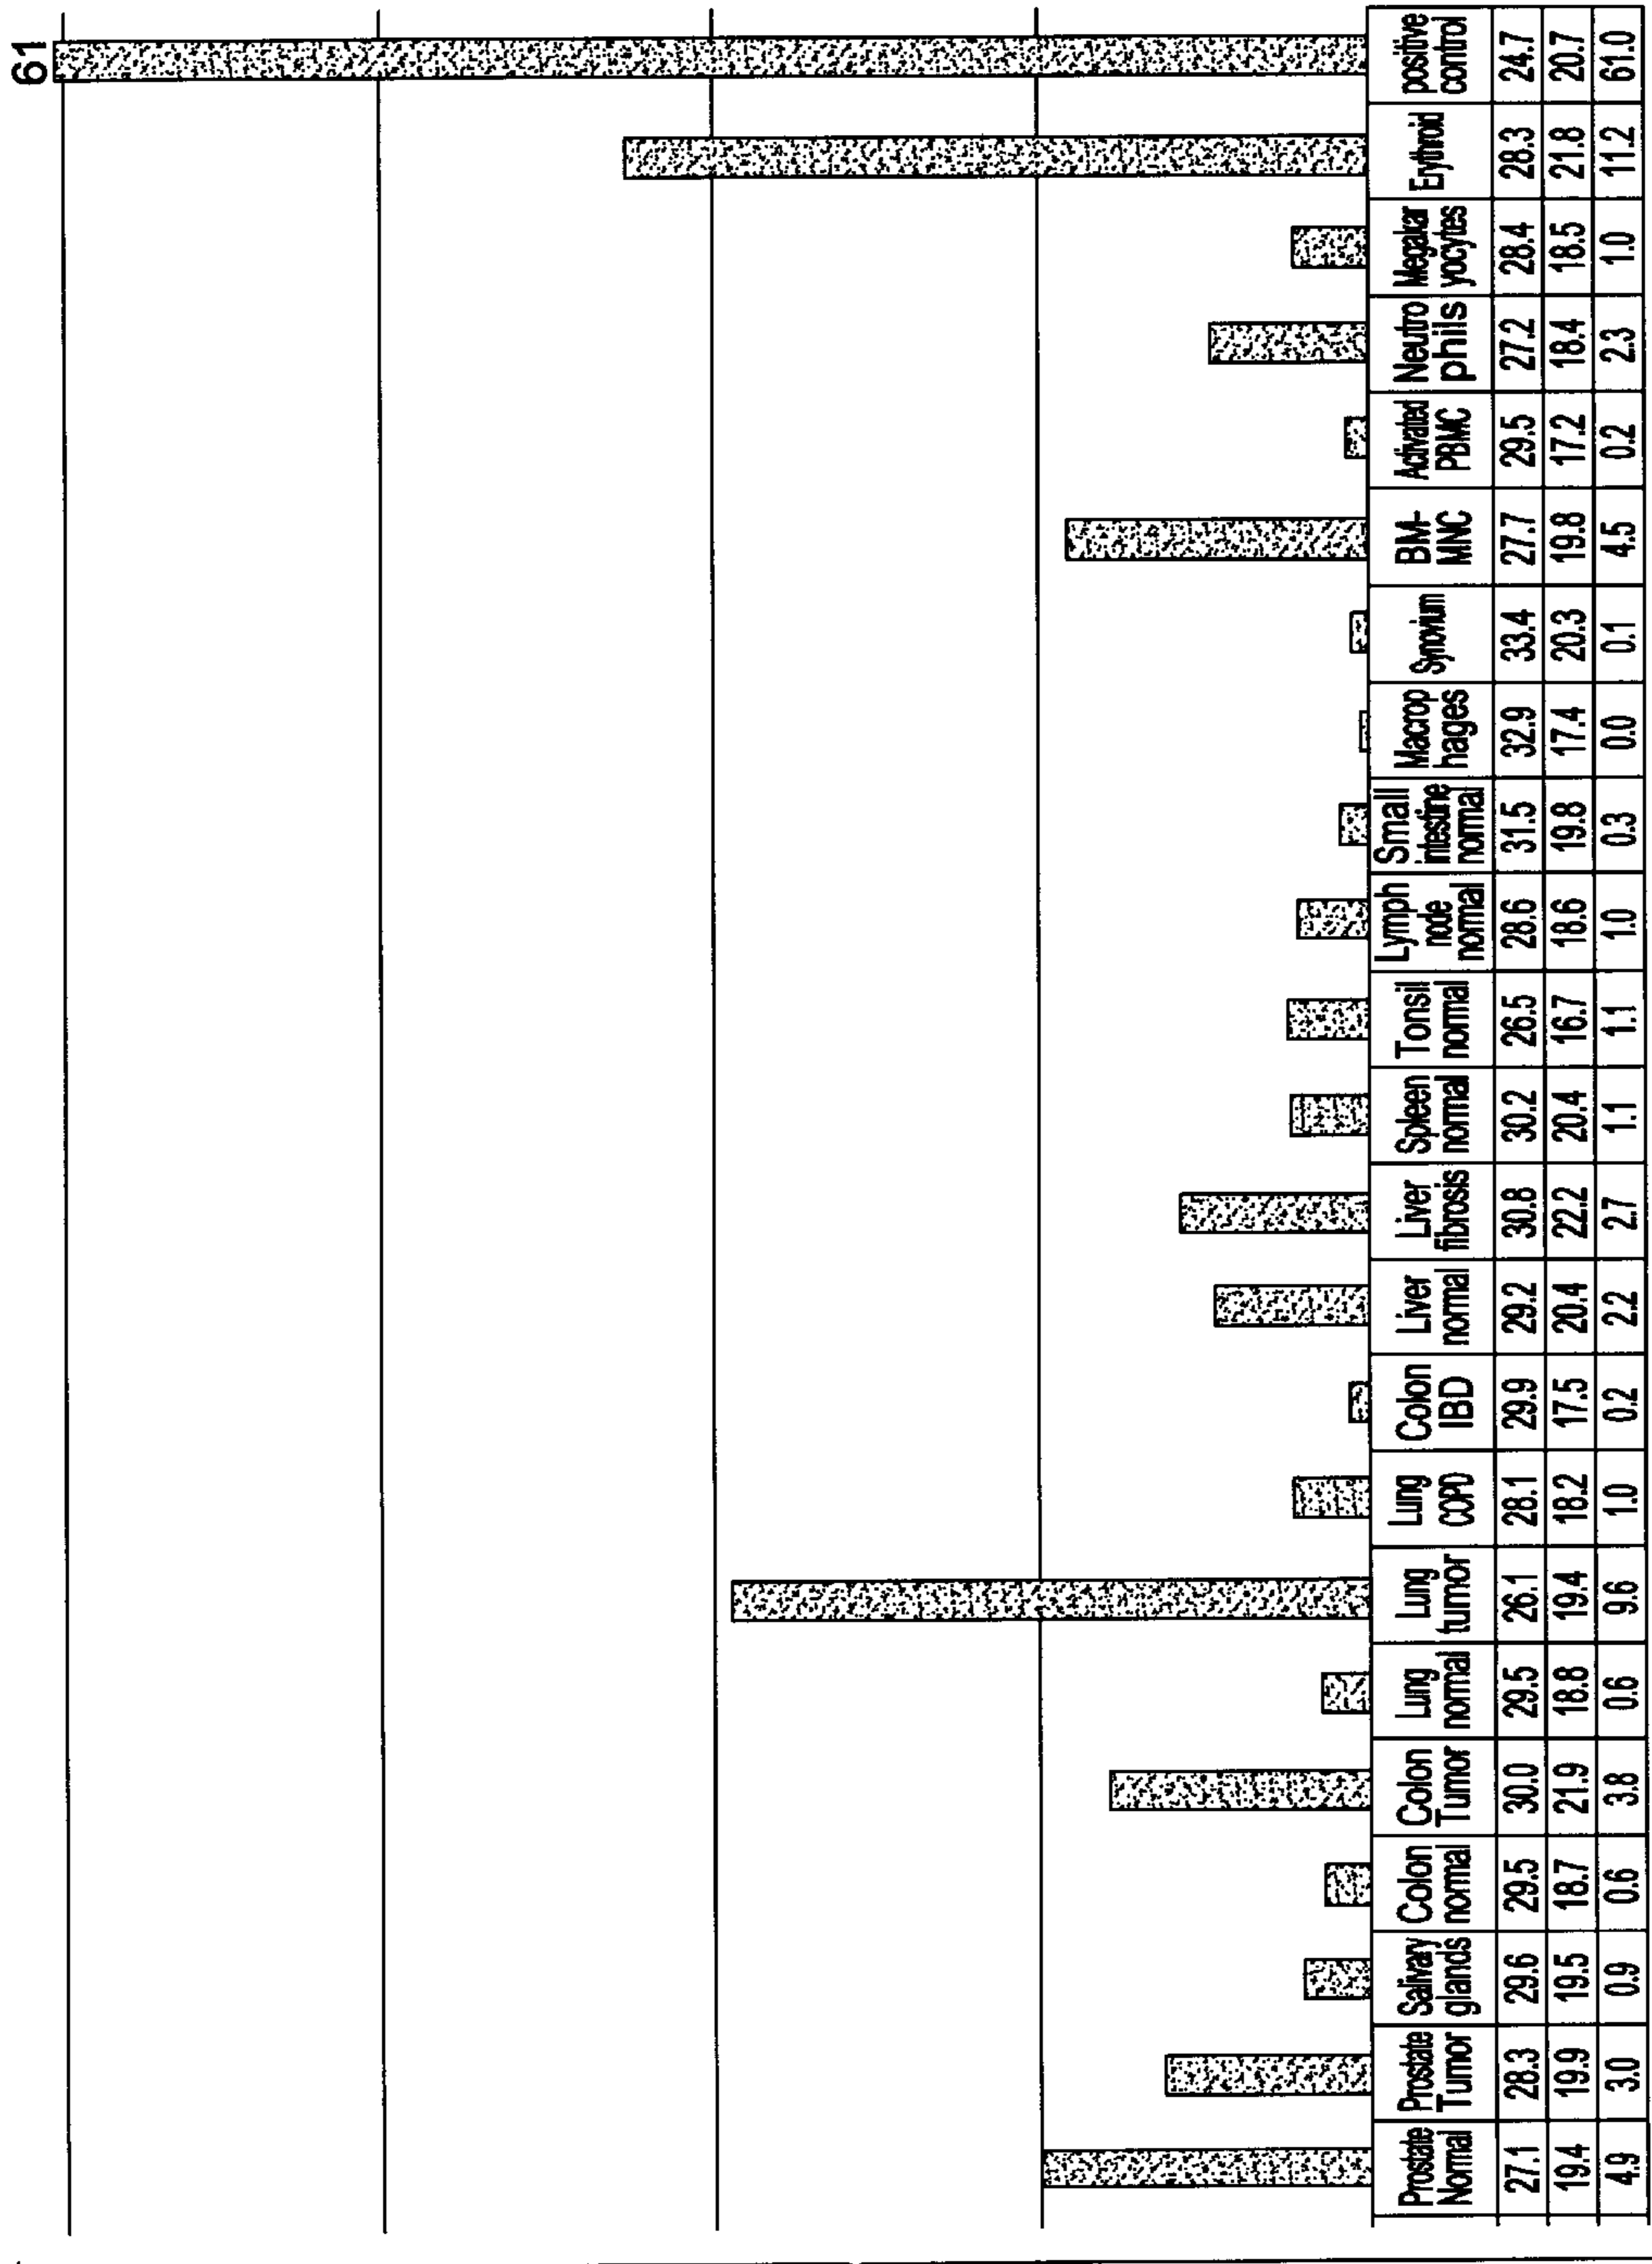 61
Prostate Normal | Prostate Tumor | Salivary glands | Colon normal | Colon Tumor | Lung normal | Lung tumor | Lung COPD | Colon IBD | Liver normal | Liver fibrosis | Spleen normal | Tonsil normal | Lymph node normal | Small intestine normal | Macrop hages | Synovium | BM- MNC | Activated PBMC | Neutro phils | Megakar yocytes | Erythroid | positive control
27.1 | 28.3 | 29.6 | 29.5 | 30.0 | 29.5 | 26.1 | 28.1 | 29.9 | 29.2 | 30.8 | 30.2 | 26.5 | 28.6 | 31.5 | 32.9 | 33.4 | 27.7 | 29.5 | 27.2 | 28.4 | 28.3 | 24.7
19.4 | 19.9 | 19.5 | 18.7 | 21.9 | 18.8 | 19.4 | 18.2 | 17.5 | 20.4 | 22.2 | 20.4 | 16.7 | 18.6 | 19.8 | 17.4 | 20.3 | 19.8 | 17.2 | 18.4 | 18.5 | 21.8 | 20.7
4.9 | 3.0 | 0.9 | 0.6 | 3.8 | 0.6 | 9.6 | 1.0 | 0.2 | 2.2 | 2.7 | 1.1 | 1.1 | 1.0 | 0.3 | 0.0 | 0.1 | 4.5 | 0.2 | 2.3 | 1.0 | 11.2 | 61.0